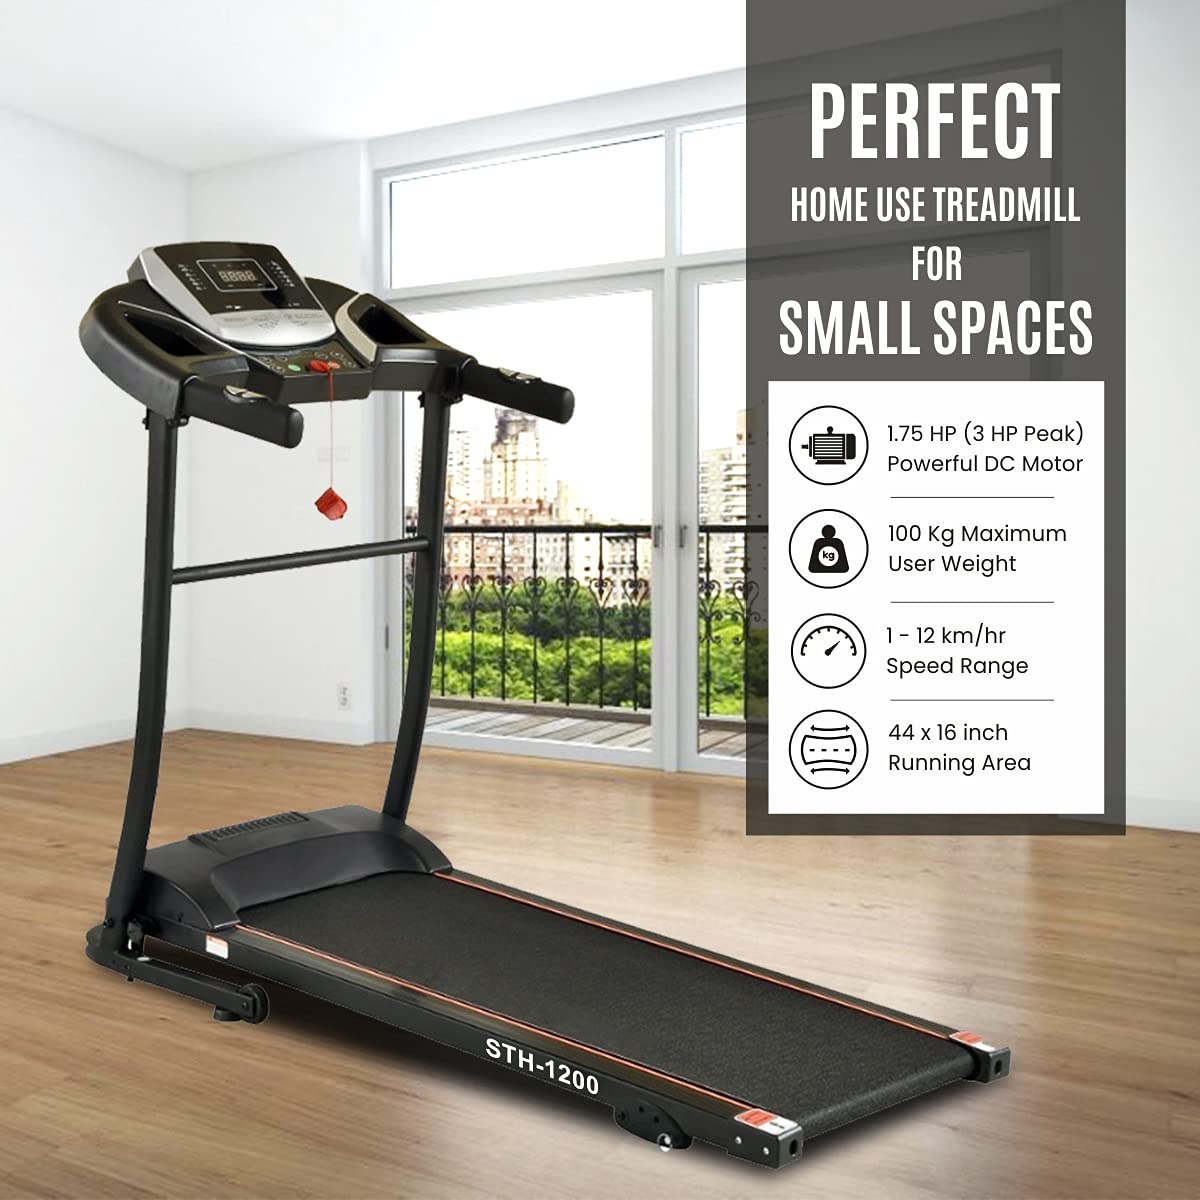 PERFECT
HOME USE TREADMILL
FOR
SMALL SPACES
1.75 HP (3 HP Peak)
Powerful DC Motor
kg
100 Kg Maximum
User Weight
1 - 12 km/hr
Speed Range
44 x 16 inch
Running Area
STH-1200